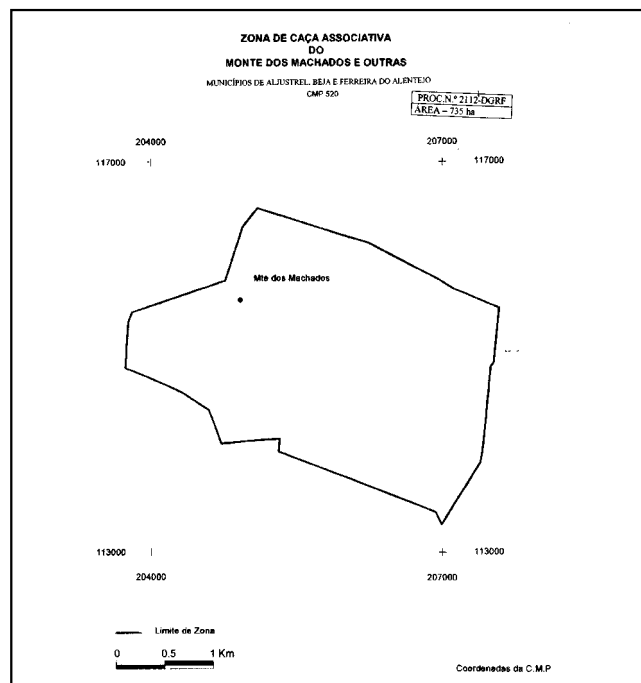 ZONA DE CAÇA ASSOCIATIVA
DO
MONTE DOS MACHADOS E OUTRAS
MUNICÍPIOS DE ALJUSTREL, BEJA E FERREIRA DO ALENTEJO
CMP 520
PROC.N.º 2112-DGRF
ÁREA – 735 ha
204000 207000
117000 117000
Mte dos Machados
113000 113000
204000 207000
Limite de Zona
0 0.5 1 Km
Coordenadas da C.M.P